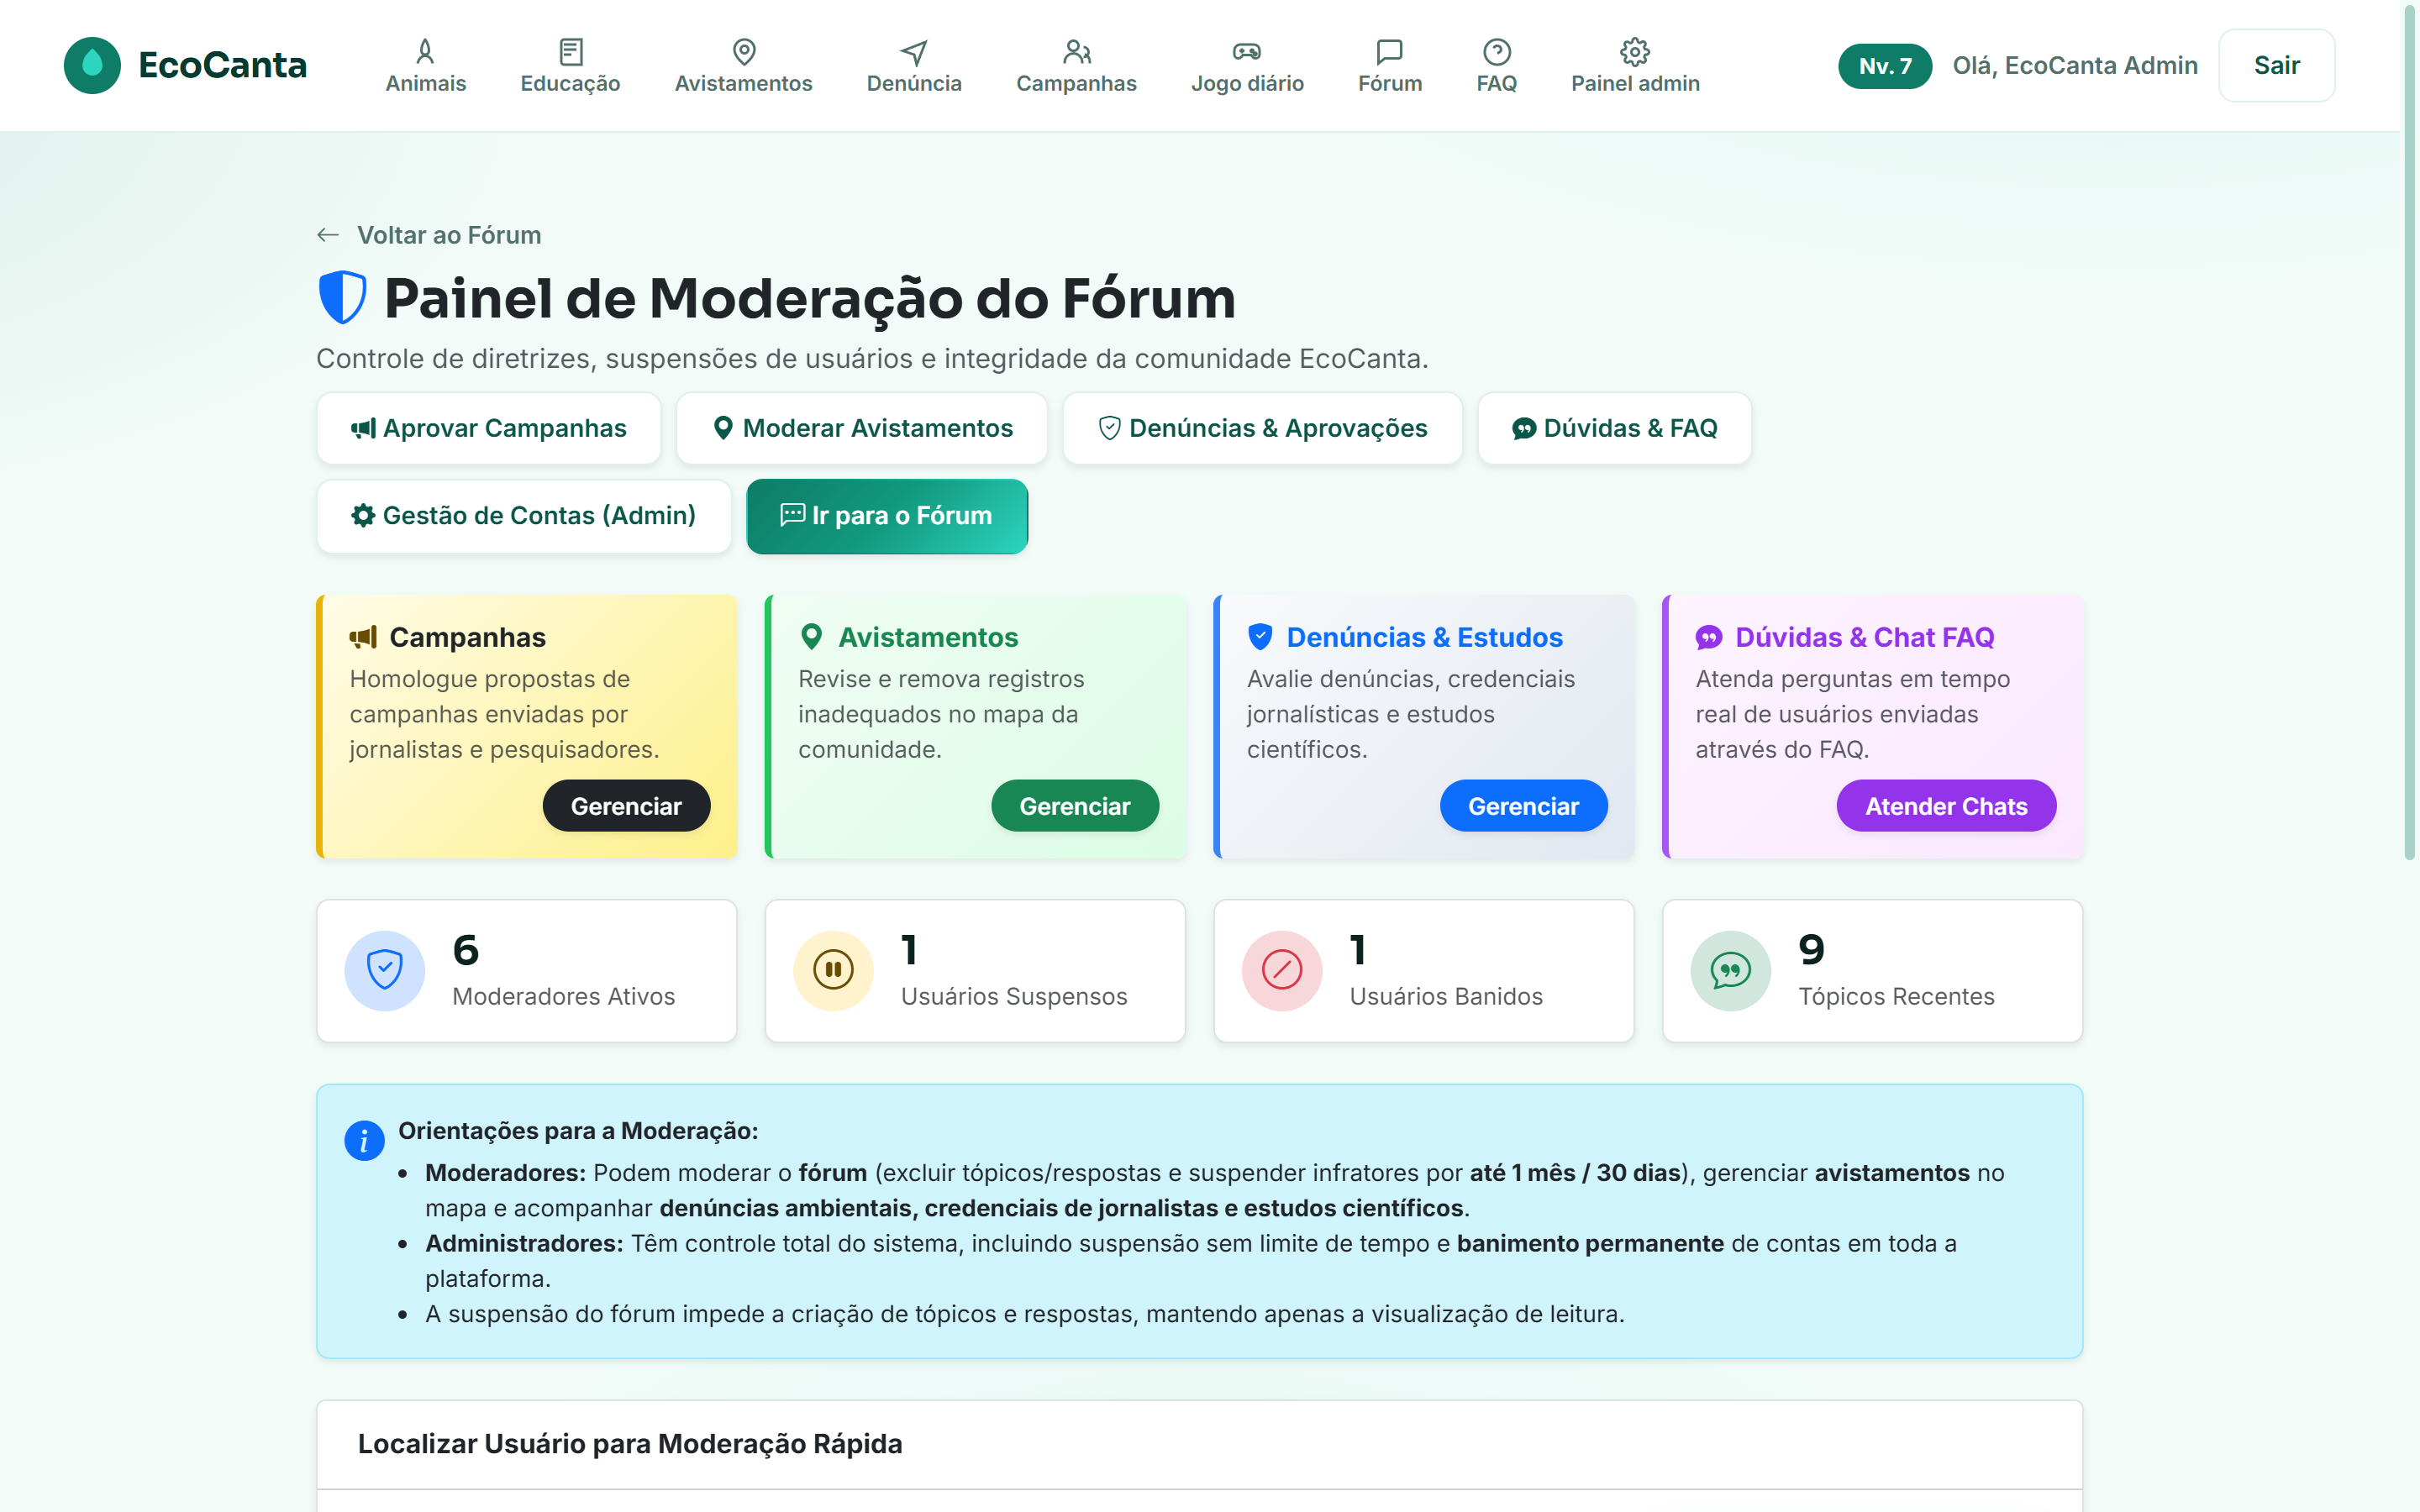 EcoCanta
Animais
Educação
Avistamentos
Denúncia
Campanhas
Jogo diário
Fórum
FAQ
Painel admin
Nv. 7
Olá, EcoCanta Admin
Sair
Voltar ao Fórum
Painel de Moderação do Fórum
Controle de diretrizes, suspensões de usuários e integridade da comunidade EcoCanta.
Aprovar Campanhas
Moderar Avistamentos
Denúncias & Aprovações
Dúvidas & FAQ
Gestão de Contas (Admin)
Ir para o Fórum
Campanhas
Homologue propostas de
campanhas enviadas por
jornalistas e pesquisadores.
Gerenciar
Avistamentos
Revise e remova registros
inadequados no mapa da
comunidade.
Gerenciar
Denúncias & Estudos
Avalie denúncias, credenciais
jornalísticas e estudos
científicos.
Gerenciar
Dúvidas & Chat FAQ
Atenda perguntas em tempo
real de usuários enviadas
através do FAQ.
Atender Chats
6
Moderadores Ativos
1
Usuários Suspensos
1
Usuários Banidos
9
Tópicos Recentes
Orientações para a Moderação:
• Moderadores: Podem moderar o fórum (excluir tópicos/respostas e suspender infratores por até 1 mês / 30 dias), gerenciar avistamentos no
mapa e acompanhar denúncias ambientais, credenciais de jornalistas e estudos científicos.
• Administradores: Têm controle total do sistema, incluindo suspensão sem limite de tempo e banimento permanente de contas em toda a
plataforma.
• A suspensão do fórum impede a criação de tópicos e respostas, mantendo apenas a visualização de leitura.
Localizar Usuário para Moderação Rápida